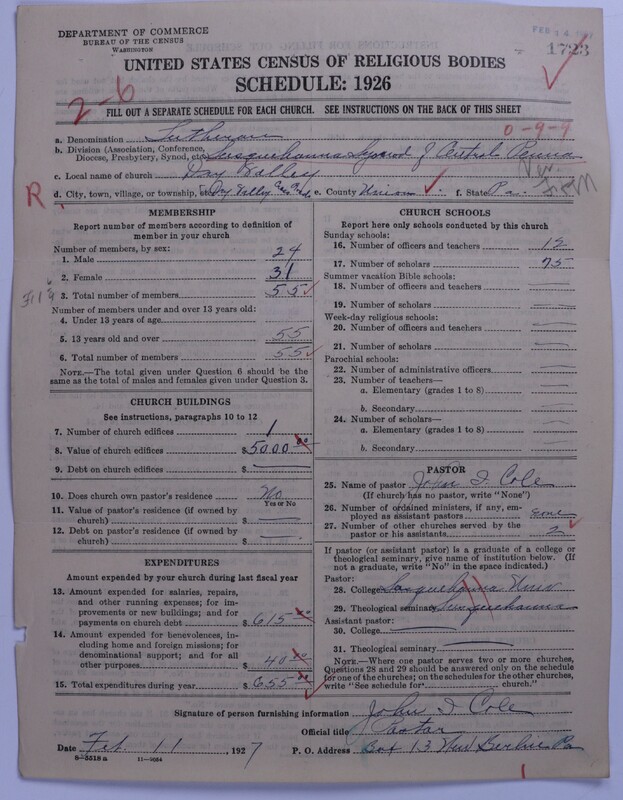 DEPARTMENT OF COMMERCE
BUREAU OF THE CENSUS
WASHINGTON
FEB 14
1723
UNITED STATES CENSUS OF RELIGIOUS BODIES
SCHEDULE: 1926
2-6
FILL OUT A SEPARATE SCHEDULE FOR EACH CHURCH. SEE INSTRUCTIONS ON THE BACK OF THIS SHEET
0-9-9
a. Denomination Lutheran
b. Division (Association, Conference, Diocese, Presbytery, Synod, etc.) Susquehanna Synod of Central Penna
c. Local name of church Dry Valley
R
d. City, town, village, or township, etc. Dry Valley e. County Union f. State Pa.
MEMBERSHIP
Report number of members according to definition of member in your church
Number of members, by sex:
1. Male 24
2. Female 31
3. Total number of members 55
Number of members under and over 13 years old:
4. Under 13 years of age
5. 13 years old and over 55
6. Total number of members 55
NOTE.—The total given under Question 6 should be the same as the total of males and females given under Question 3.
CHURCH BUILDINGS
See instructions, paragraphs 10 to 12
7. Number of church edifices 1
8. Value of church edifices $5000 00
9. Debt on church edifices $
10. Does church own pastor's residence No
Yes or No
11. Value of pastor's residence (if owned by church) $
12. Debt on pastor's residence (if owned by church) $
EXPENDITURES
Amount expended by your church during last fiscal year
13. Amount expended for salaries, repairs, and other running expenses; for improvements or new buildings; and for payments on church debt $615 00
14. Amount expended for benevolences, including home and foreign missions; for denominational support; and for all other purposes 40 00
15. Total expenditures during year $655 00
CHURCH SCHOOLS
Report here only schools conducted by this church
Sunday schools:
16. Number of officers and teachers 12
17. Number of scholars 75
Summer vacation Bible schools:
18. Number of officers and teachers
19. Number of scholars
Week-day religious schools:
20. Number of officers and teachers
21. Number of scholars
Parochial schools:
22. Number of administrative officers
23. Number of teachers—
a. Elementary (grades 1 to 8)
b. Secondary
24. Number of scholars—
a. Elementary (grades 1 to 8)
b. Secondary
PASTOR
25. Name of pastor John I. Cole
(If church has no pastor, write "None")
26. Number of ordained ministers, if any, employed as assistant pastors none
27. Number of other churches served by the pastor or his assistants 2
If pastor (or assistant pastor) is a graduate of a college or theological seminary, give name of institution below. (If not a graduate, write "No" in the space indicated.)
Pastor:
28. College Susquehanna Univ
29. Theological seminary Susquehanna
Assistant pastor:
30. College
31. Theological seminary
NOTE.—Where one pastor serves two or more churches, Questions 28 and 29 should be answered only on the schedule for one of the churches; on the schedules for the other churches, write "See schedule for church."
Signature of person furnishing information John I. Cole
Official title Pastor
Date Feb. 11, 1927 P. O. Address Box 13 New Berlin Pa
8-3518 a 11-9084